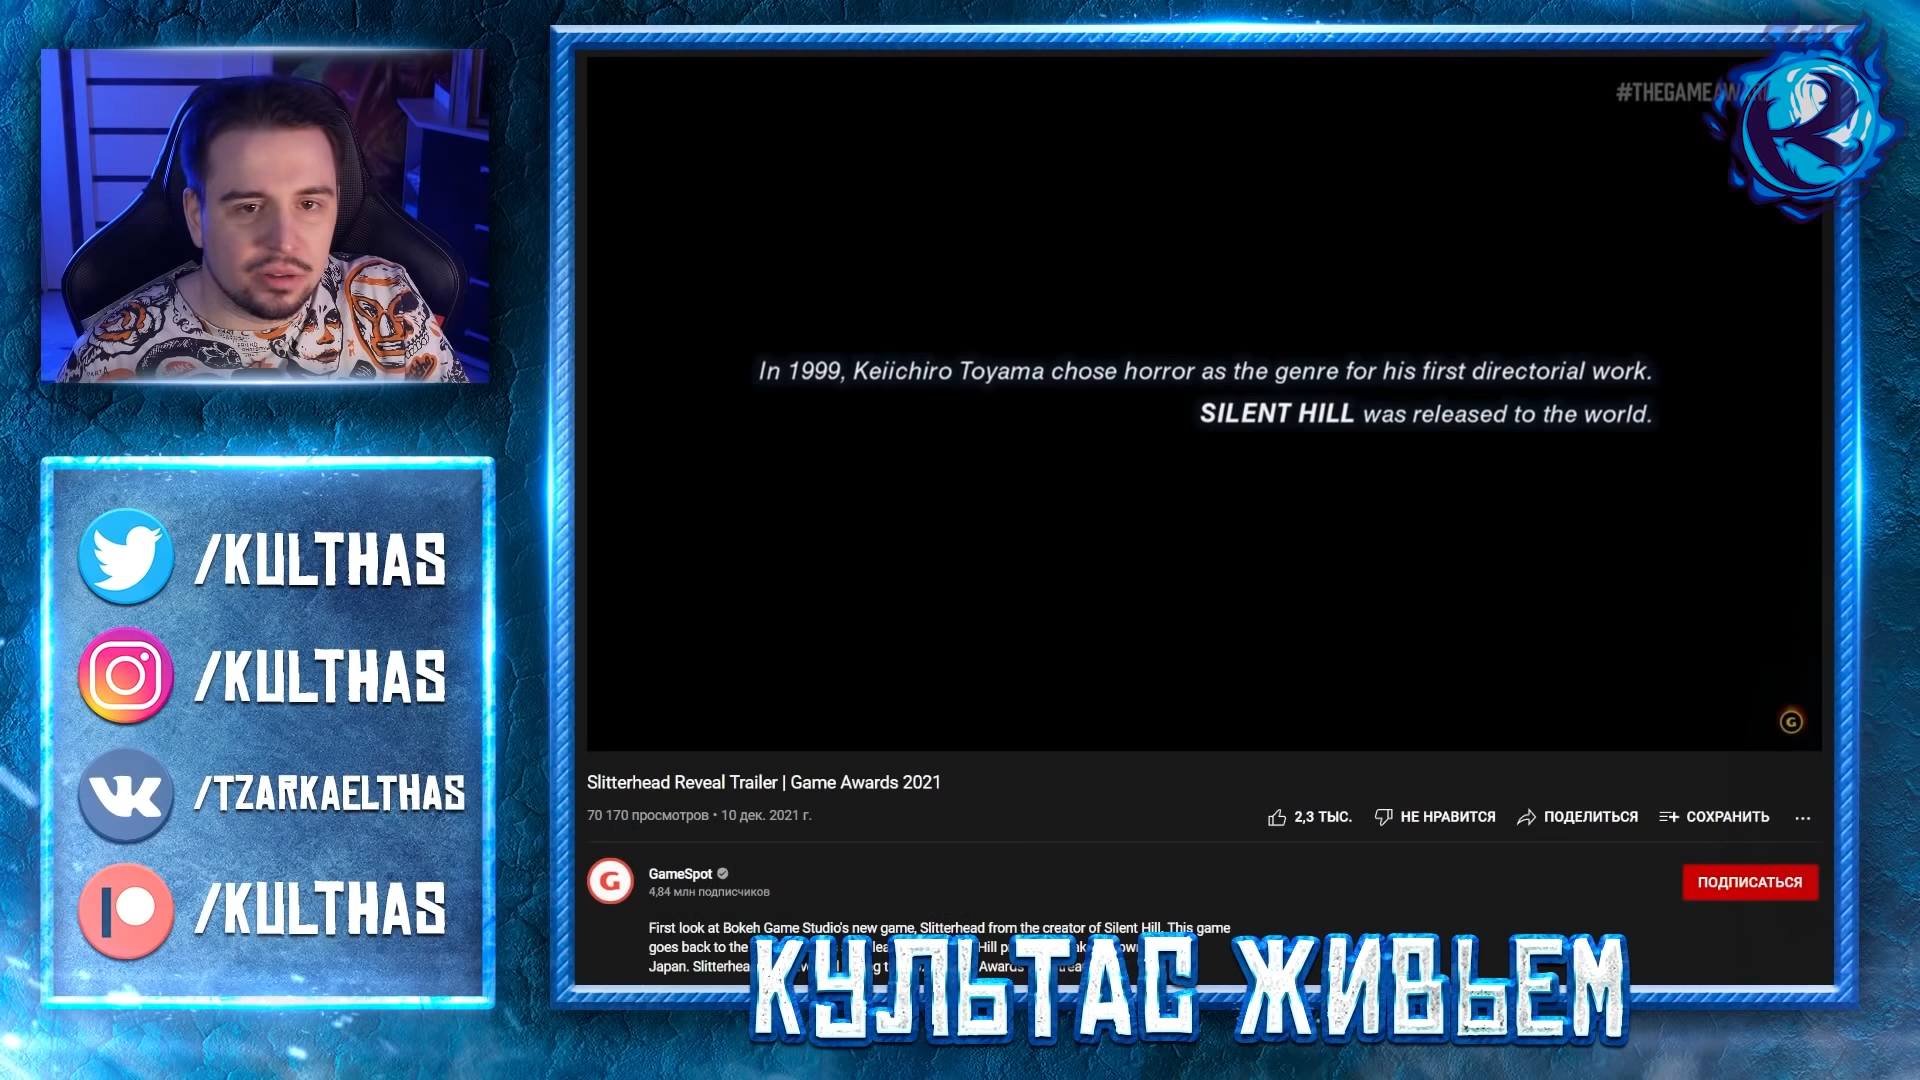 #THEGAMEAWAR
In 1999, Keiichiro Toyama chose horror as the genre for his first directorial work.
SILENT HILL was released to the world.
/KULTHAS
/KULTHAS
/TZARKAELTHAS
/KULTHAS
Slitterhead Reveal Trailer | Game Awards 2021
70 170 просмотров • 10 дек. 2021 г.
2,3 ТЫС. НЕ НРАВИТСЯ ПОДЕЛИТЬСЯ СОХРАНИТЬ
G
GameSpot
4,84 млн подписчиков
ПОДПИСАТЬСЯ
First look at Bokeh Game Studio's new game, Slitterhead from the creator of Silent Hill. This game
goes back to the Hill
Japan. Awards
КУЛЬТАС ЖИВЬЕМ